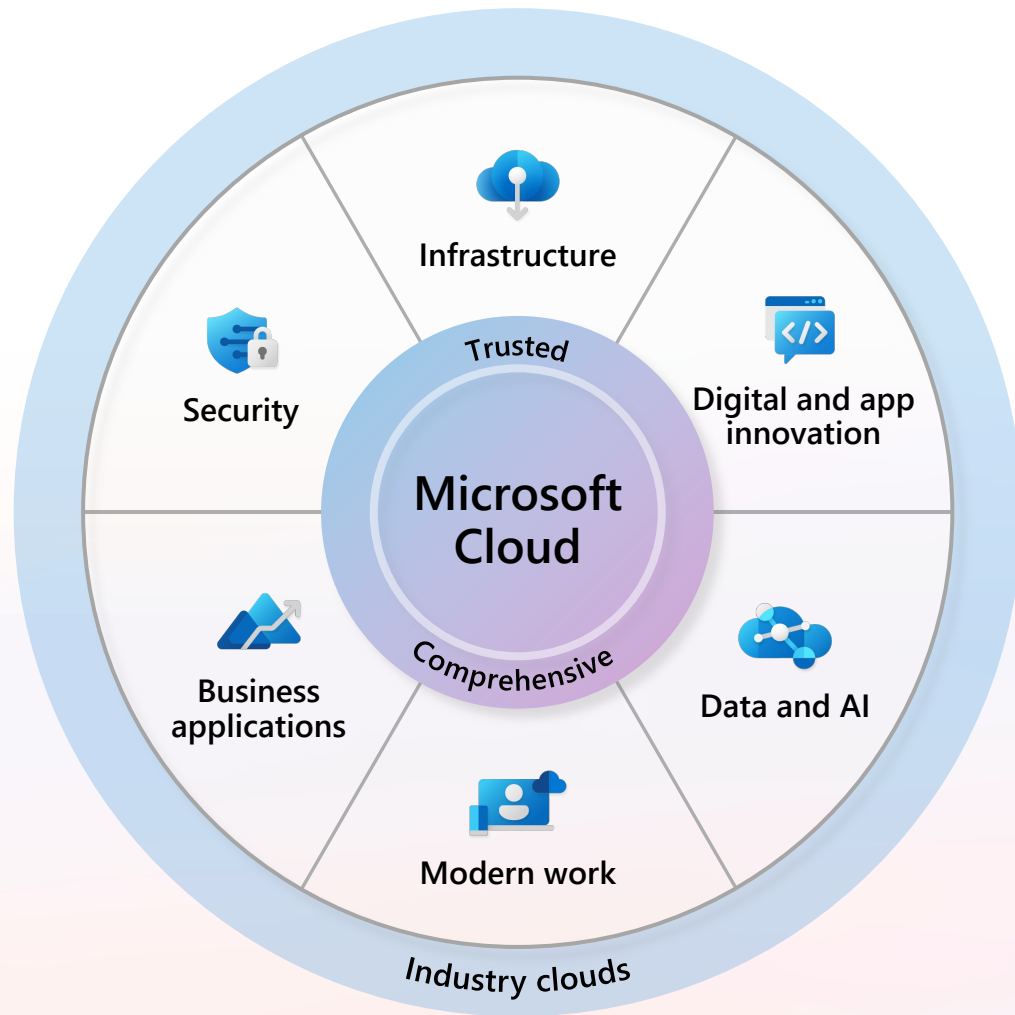 Infrastructure
Security
Digital and app
innovation
Trusted
Microsoft
Cloud
Comprehensive
Business
applications
Data and AI
Modern work
Industry clouds